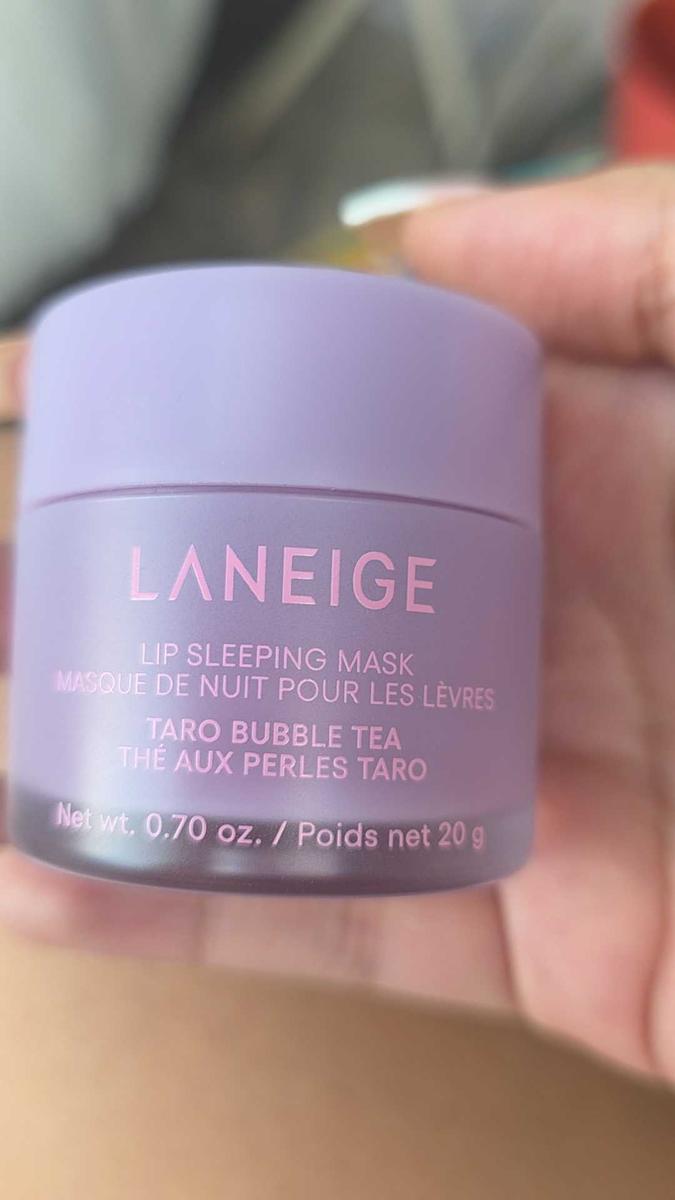 LANEIGE
LIP SLEEPING MASK
MASQUE DE NUIT POUR LES LÈVRES
TARO BUBBLE TEA
THÉ AUX PERLES TARO
Net wt. 0.70 oz. / Poids net 20 g